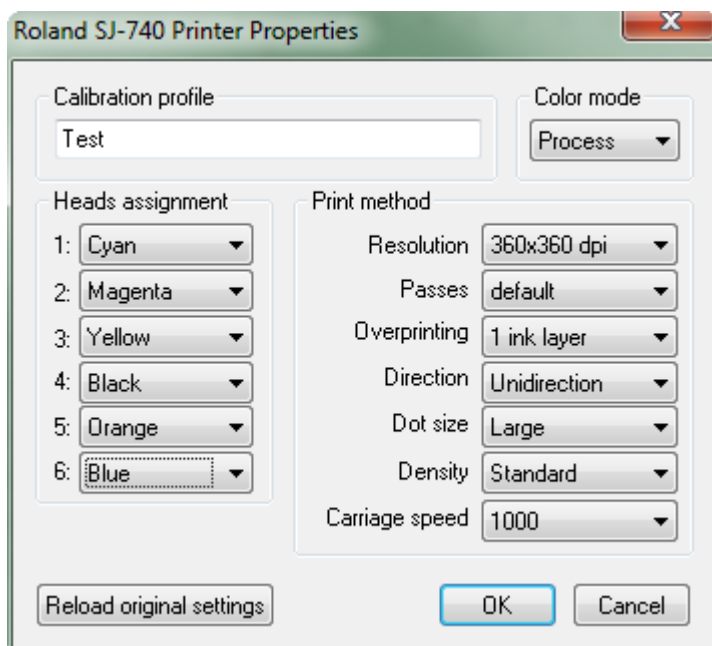 Roland SJ-740 Printer Properties
X
Calibration profile
Test
Color mode
Process
Heads assignment
1: Cyan
2: Magenta
3: Yellow
4: Black
5: Orange
6: Blue
Print method
Resolution 360x360 dpi
Passes default
Overprinting 1 ink layer
Direction Unidirection
Dot size Large
Density Standard
Carriage speed 1000
Reload original settings
OK
Cancel